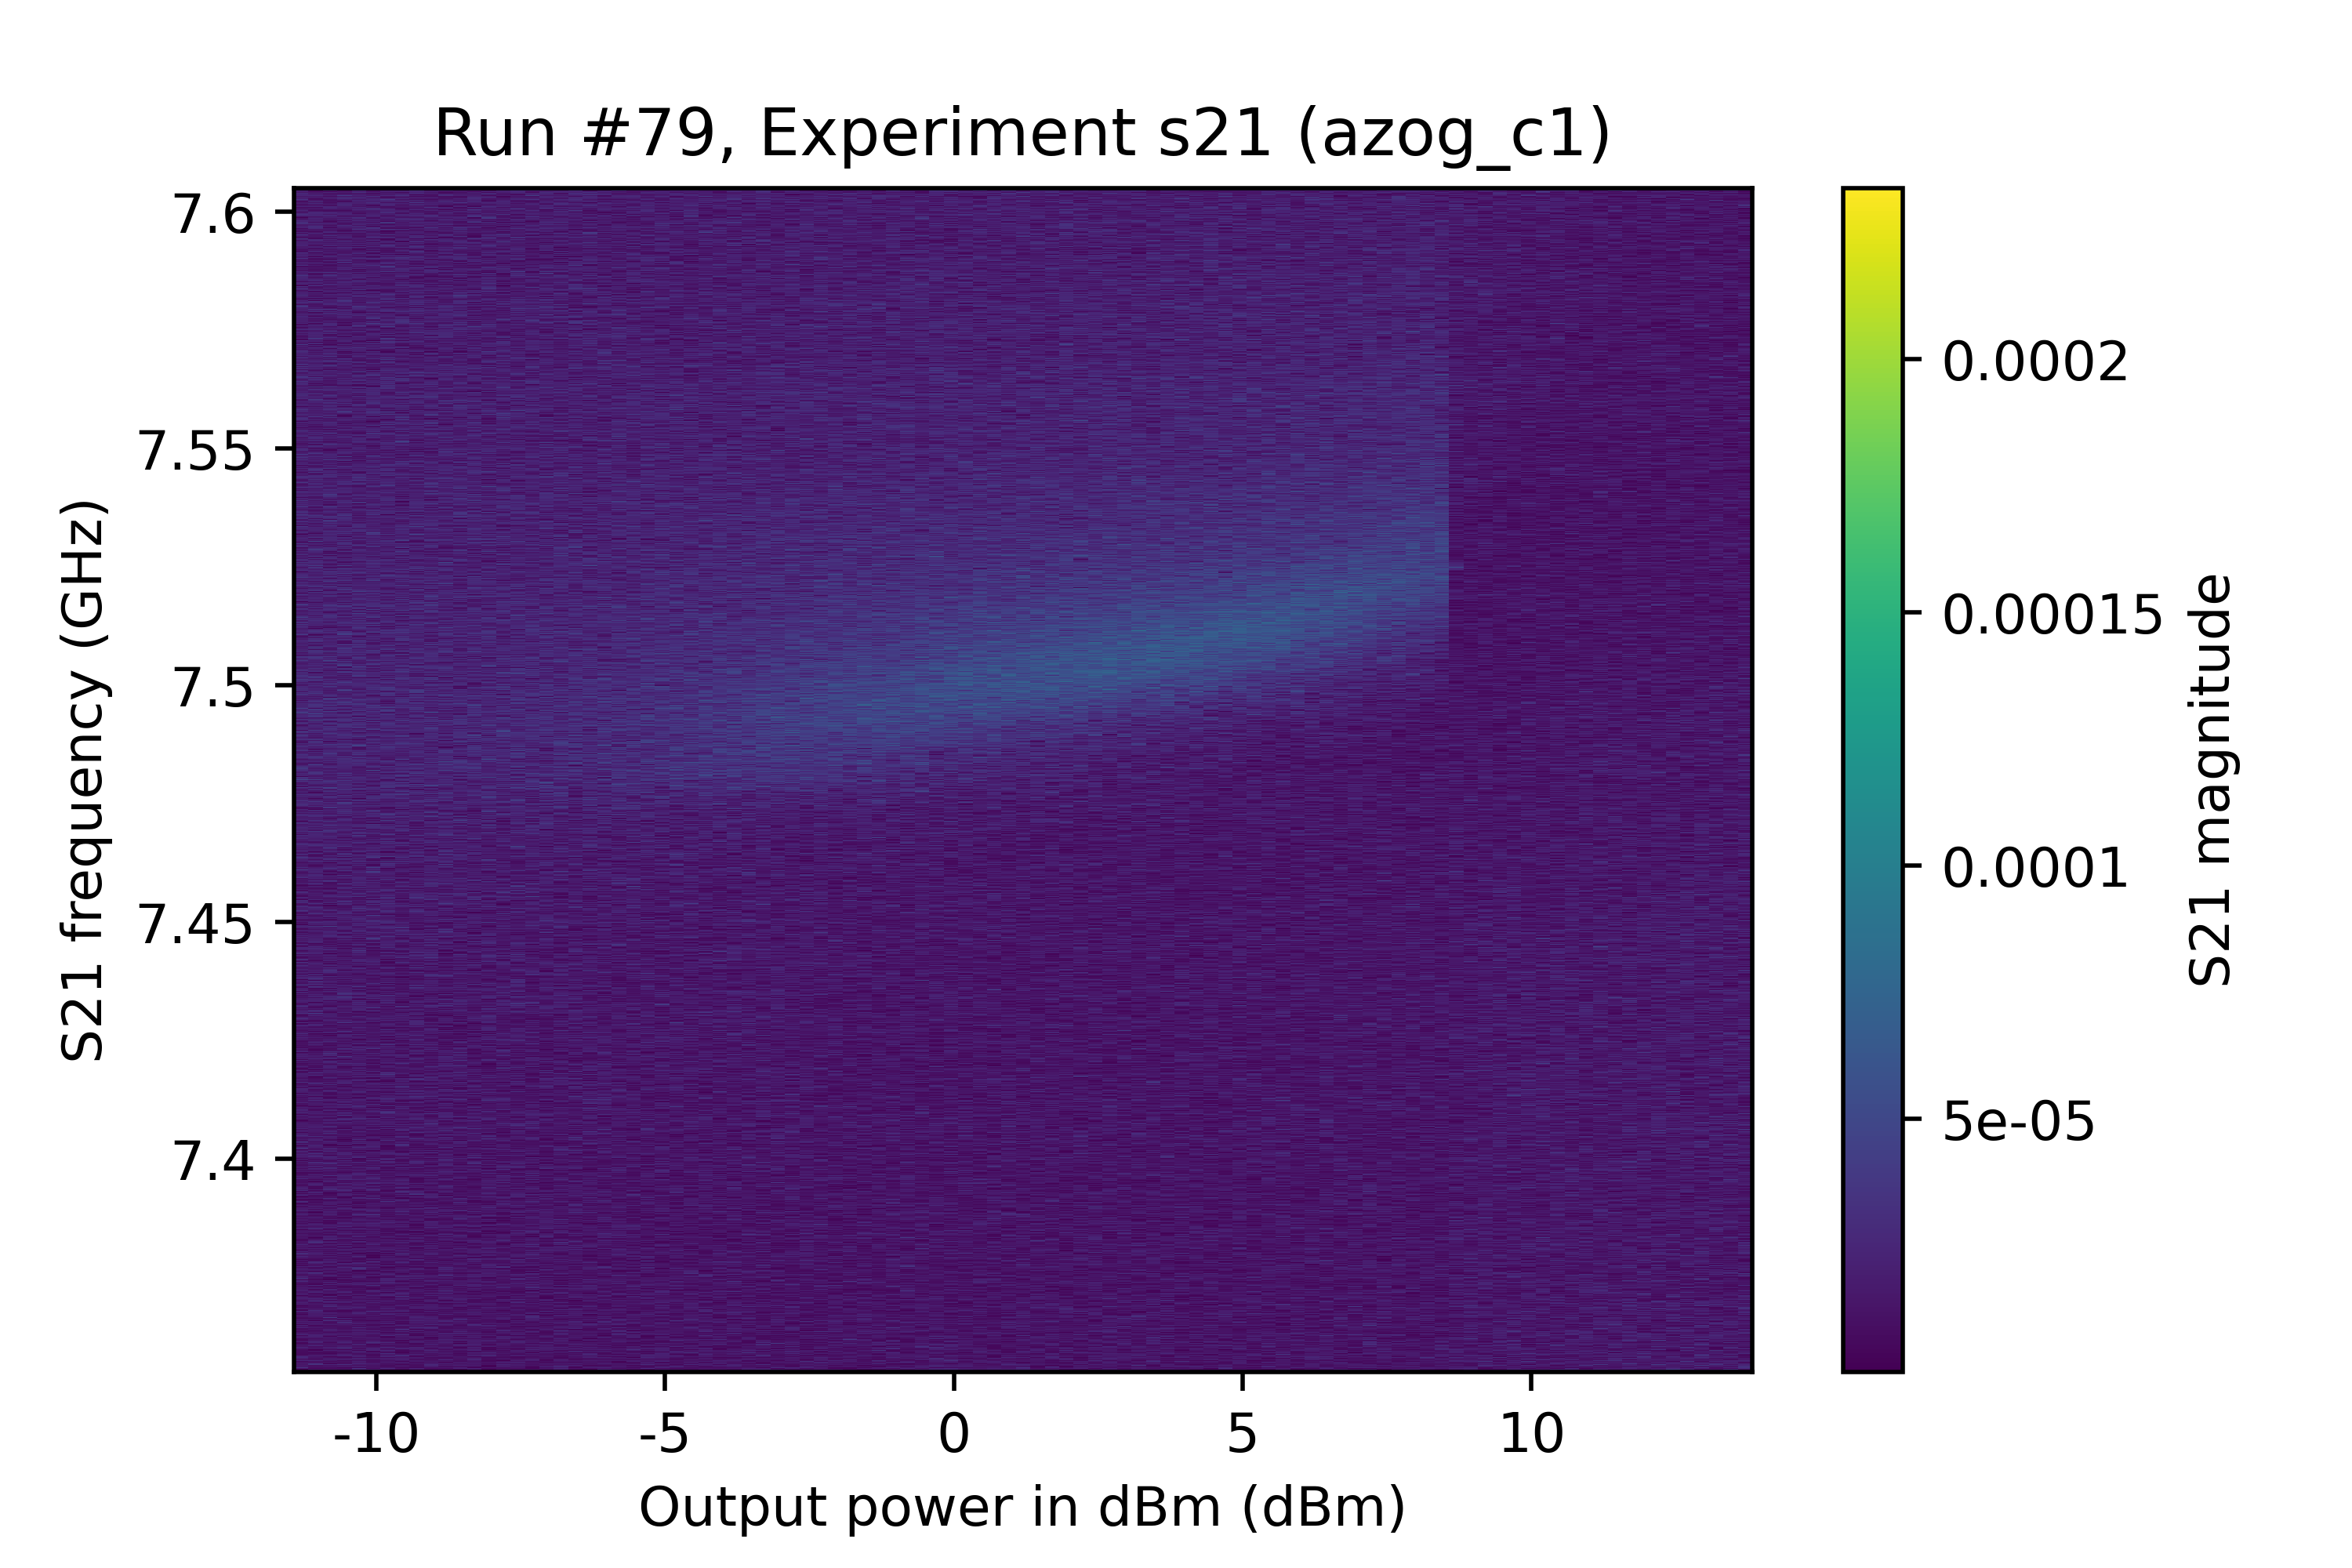 Run #79, Experiment s21 (azog_c1)
S21 frequency (GHz)
7.6
7.55
7.5
7.45
7.4
-10
-5
0
5
10
Output power in dBm (dBm)
0.0002
0.00015
0.0001
5e-05
S21 magnitude